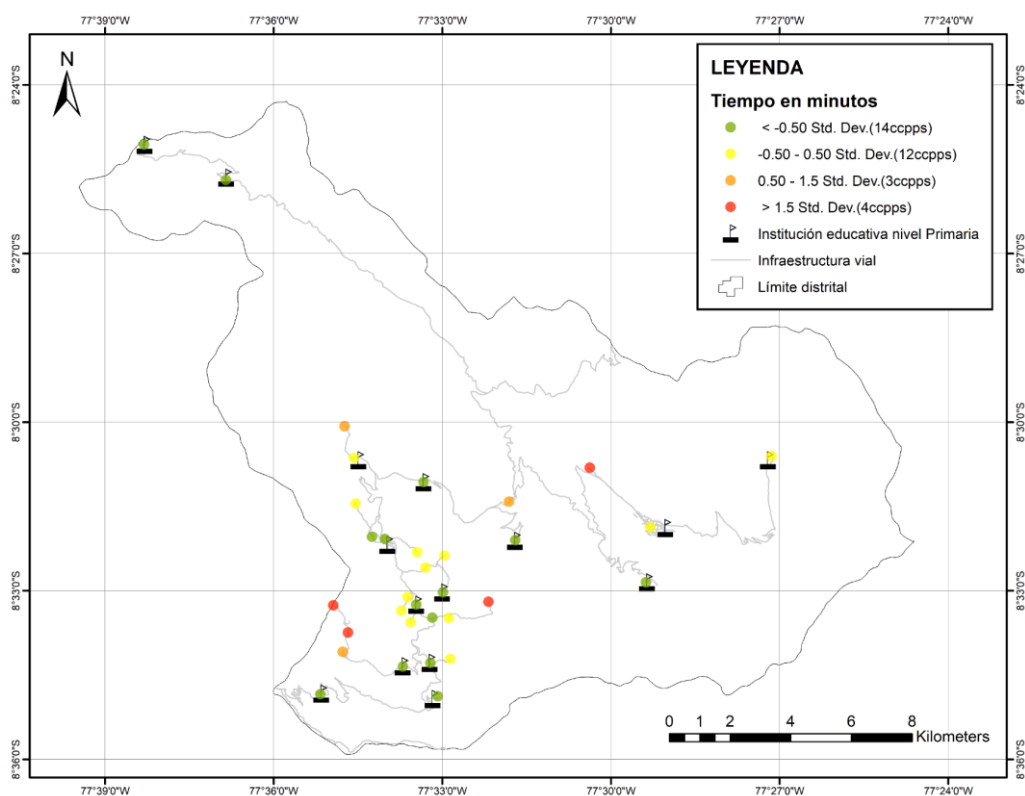 77°39'0"W 77°36'0"W 77°33'0"W 77°30'0"W 77°27'0"W 77°24'0"W
N
LEYENDA
Tiempo en minutos
< -0.50 Std. Dev.(14ccpps)
-0.50 - 0.50 Std. Dev.(12ccpps)
0.50 - 1.5 Std. Dev.(3ccpps)
> 1.5 Std. Dev.(4ccpps)
Institución educativa nivel Primaria
Infraestructura vial
Límite distrital
8°24'0"S 8°24'0"S
8°27'0"S 8°27'0"S
8°30'0"S 8°30'0"S
8°33'0"S 8°33'0"S
8°36'0"S 8°36'0"S
0 1 2 4 6 8
Kilometers
77°39'0"W 77°36'0"W 77°33'0"W 77°30'0"W 77°27'0"W 77°24'0"W